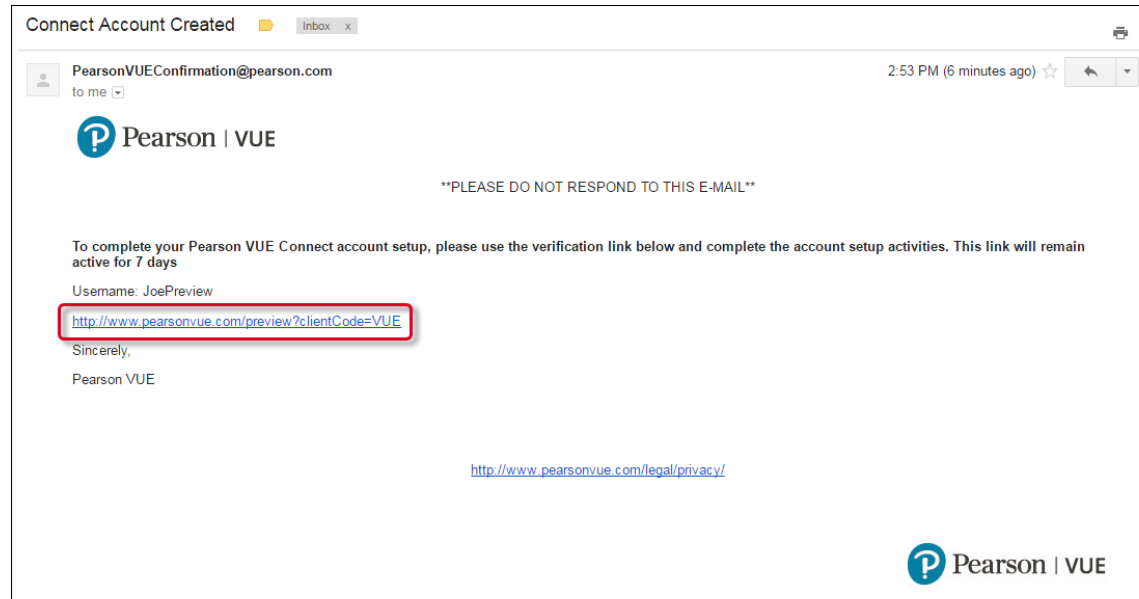 Connect Account Created
Inbox x
PearsonVUEConfirmation@pearson.com
2:53 PM (6 minutes ago)
to me
Pearson | VUE
**PLEASE DO NOT RESPOND TO THIS E-MAIL**
To complete your Pearson VUE Connect account setup, please use the verification link below and complete the account setup activities. This link will remain
active for 7 days
Username: JoePreview
http://www.pearsonvue.com/preview?clientCode=VUE
Sincerely,
Pearson VUE
http://www.pearsonvue.com/legal/privacy/
Pearson | VUE